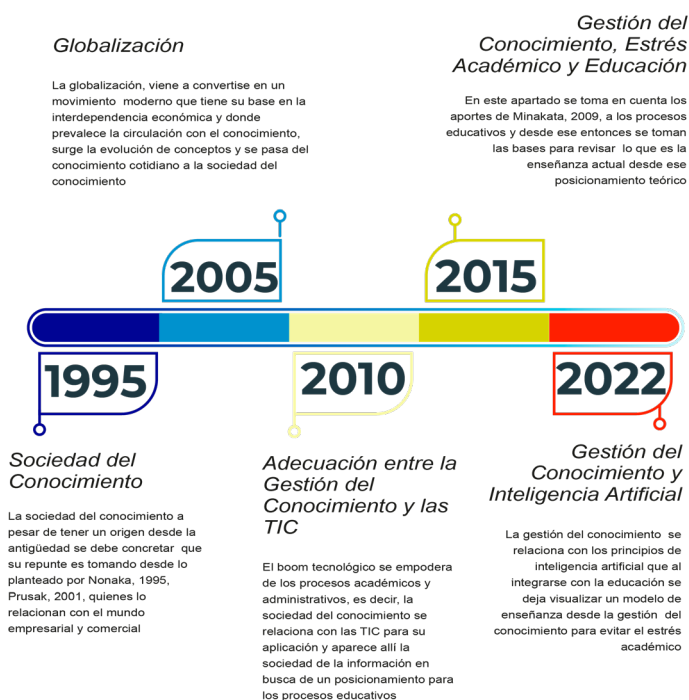 Globalización
La globalización, viene a convertise en un
movimiento moderno que tiene su base en la
interdependencia económica y donde
prevalece la circulación con el conocimiento,
surge la evolución de conceptos y se pasa del
conocimiento cotidiano a la sociedad del
conocimiento
Gestión del
Conocimiento, Estrés
Académico y Educación
En este apartado se toma en cuenta los
aportes de Minakata, 2009, a los procesos
educativos y desde ese entonces se toman
las bases para revisar lo que es la
enseñanza actual desde ese
posicionamiento teórico
2005
2015
1995
2010
2022
Sociedad del
Conocimiento
La sociedad del conocimiento a
pesar de tener un origen desde la
antigüedad se debe concretar que
su repunte es tomando desde lo
planteado por Nonaka, 1995,
Prusak, 2001, quienes lo
relacionan con el mundo
empresarial y comercial
Adecuación entre la
Gestión del
Conocimiento y las
TIC
El boom tecnológico se empodera
de los procesos académicos y
administrativos, es decir, la
sociedad del conocimiento se
relaciona con las TIC para su
aplicación y aparece allí la
sociedad de la información en
busca de un posicionamiento para
los procesos educativos
Gestión del
Conocimiento y
Inteligencia Artificial
La gestión del conocimiento se
relaciona con los principios de
inteligencia artificial que al
integrarse con la educación se
deja visualizar un modelo de
enseñanza desde la gestión del
conocimiento para evitar el estrés
académico